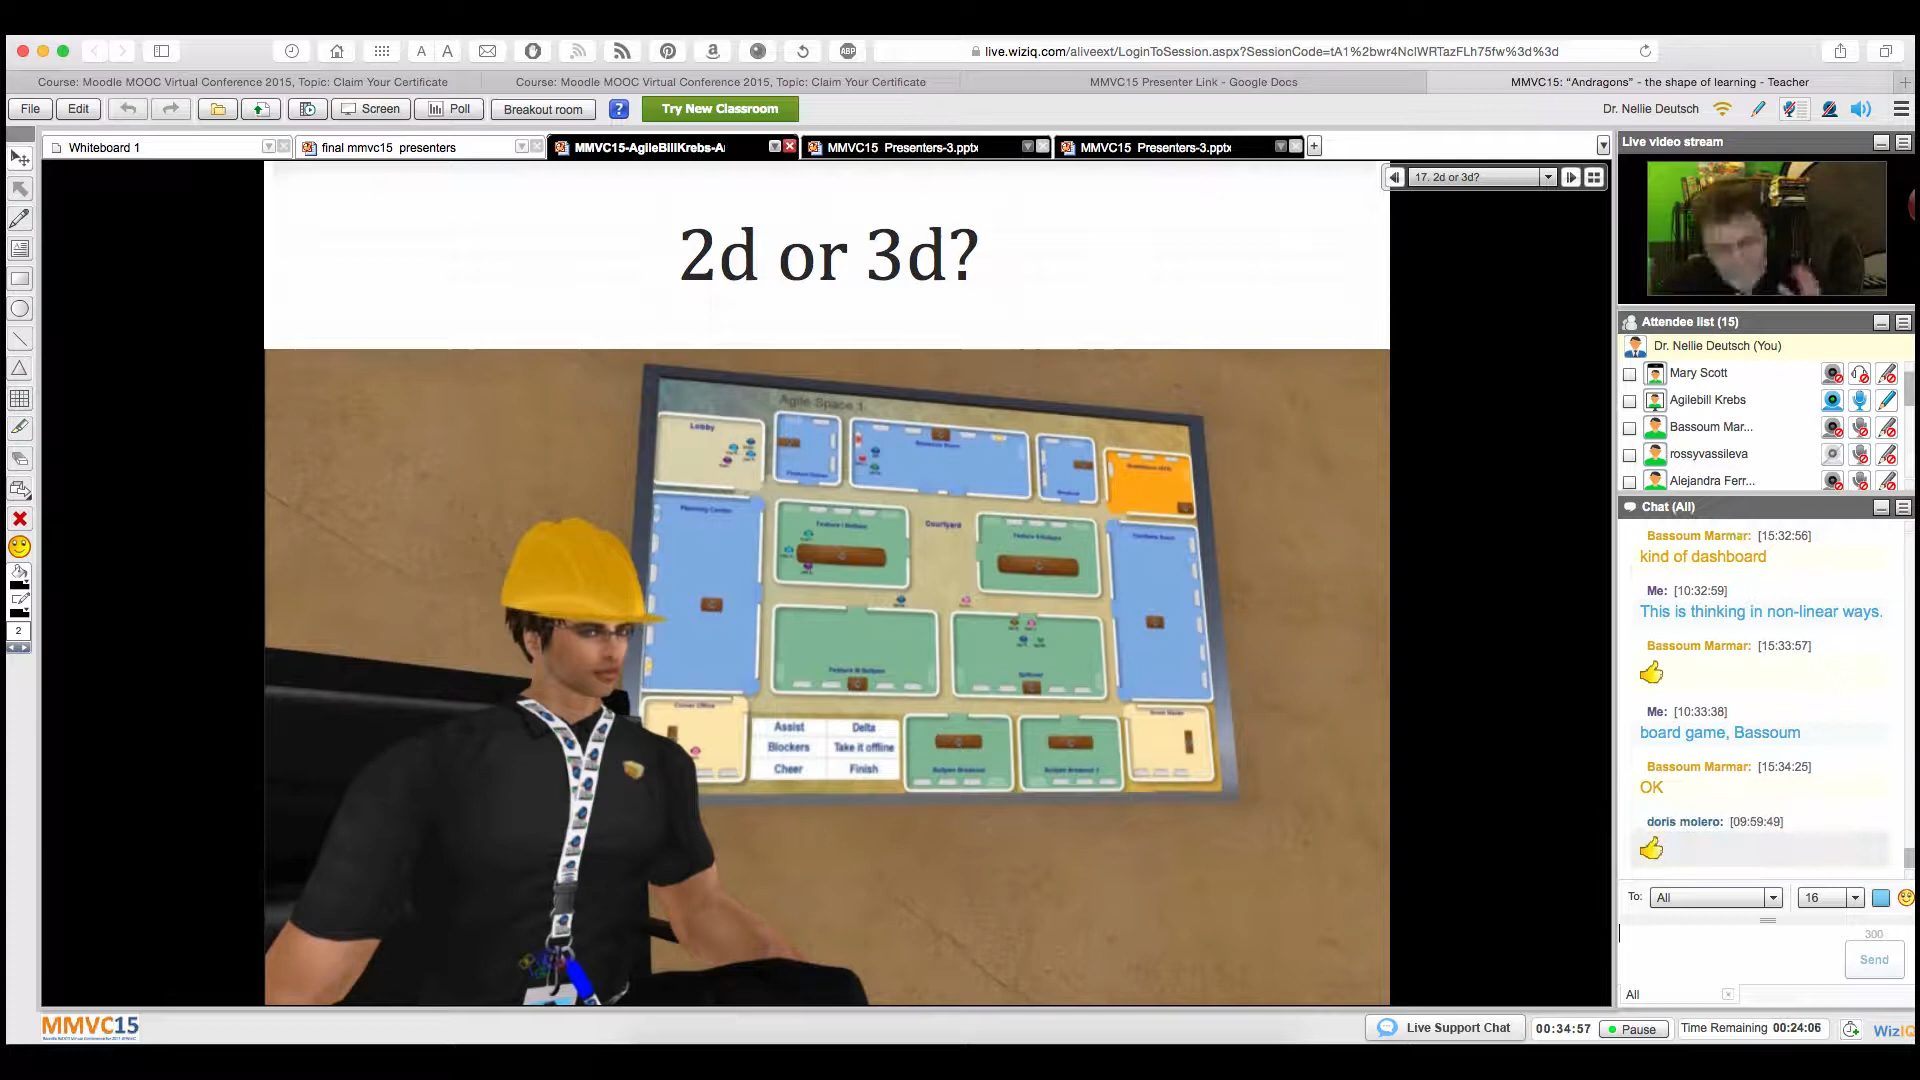 live.wiziq.com/aliveext/LoginToSession.aspx?SessionCode=tA1%2bwr4NclWRTazFLh75fw%3d%3d
Course: Moodle MOOC Virtual Conference 2015, Topic: Claim Your Certificate
Course: Moodle MOOC Virtual Conference 2015, Topic: Claim Your Certificate
MMVC15 Presenter Link - Google Docs
MMVC15: “Andragons” - the shape of learning - Teacher
File
Edit
Screen
Poll
Breakout room
?
Try New Classroom
Dr. Nellie Deutsch
Whiteboard 1
final mmvc15 presenters
MMVC15-AgileBillKrebs-A
MMVC15 Presenters-3.pptx
MMVC15 Presenters-3.pptx
17. 2d or 3d?
2d or 3d?
Agile Space 1
Lobby
Planning Center
Courtyard
Corner Office
Assist Delta
Blockers Take it offline
Cheer Finish
2
Live video stream
Attendee list (15)
Dr. Nellie Deutsch (You)
Mary Scott
Agilebill Krebs
Bassoum Mar...
rossyvassileva
Alejandra Ferr...
Chat (All)
Bassoum Marmar: [15:32:56]
kind of dashboard
Me: [10:32:59]
This is thinking in non-linear ways.
Bassoum Marmar: [15:33:57]
Me: [10:33:38]
board game, Bassoum
Bassoum Marmar: [15:34:25]
OK
doris molero: [09:59:49]
To: All 16
300
Send
All
MMVC15
Live Support Chat
00:34:57
Pause
Time Remaining 00:24:06
WizIQ